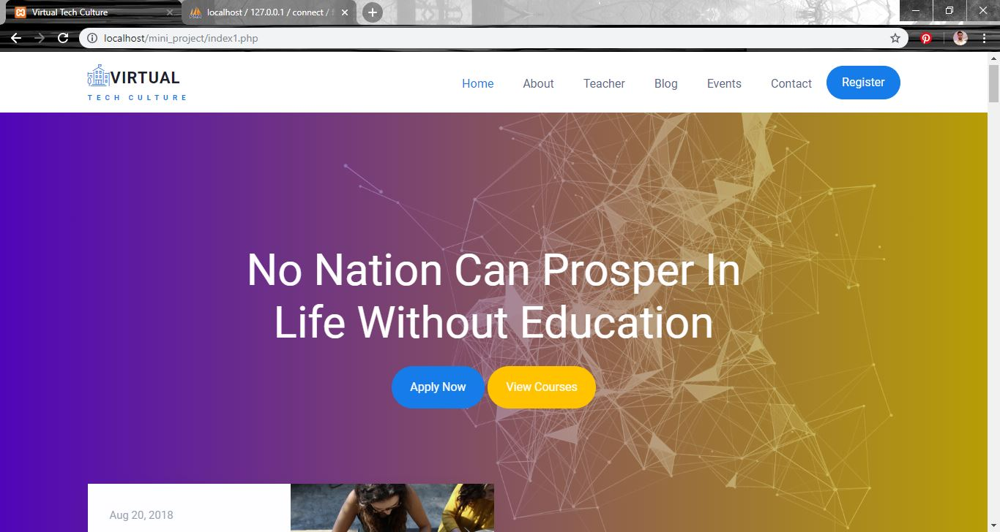 Virtual Tech Culture
localhost / 127.0.0.1 / connect /
localhost/mini_project/index1.php
VIRTUAL
TECH CULTURE
Home About Teacher Blog Events Contact Register
No Nation Can Prosper In
Life Without Education
Apply Now View Courses
Aug 20, 2018